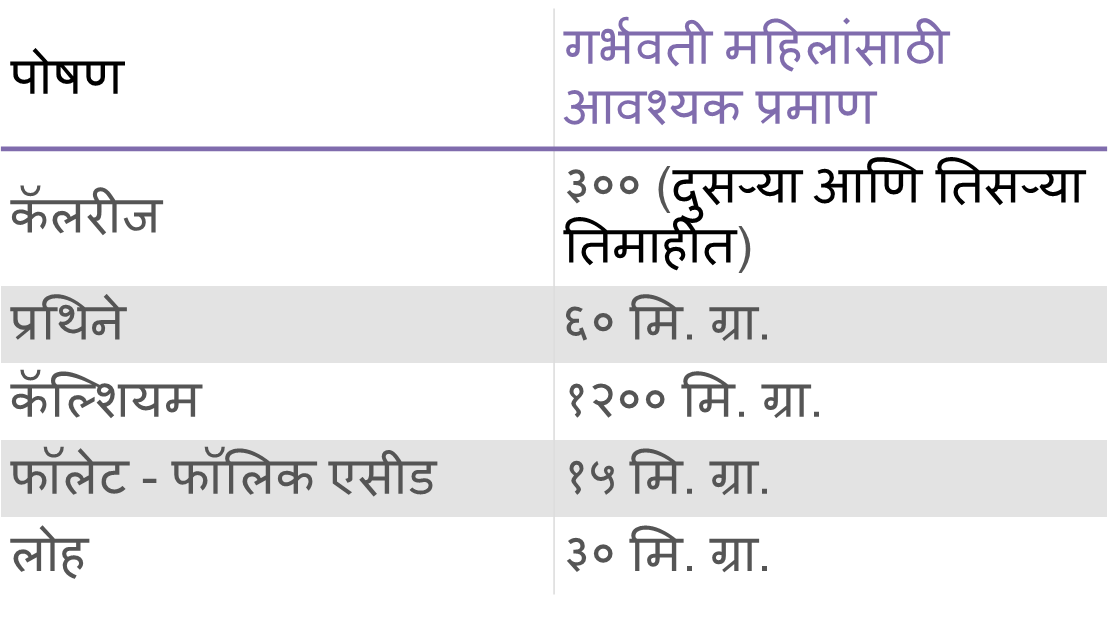 पोषण
गर्भवती महिलांसाठी
आवश्यक प्रमाण
कॅलरीज
३०० (दुसऱ्या आणि तिसऱ्या
तिमाहीत)
प्रथिने
६० मि. ग्रा.
कॅल्शियम
१२०० मि. ग्रा.
फॉलेट - फॉलिक एसीड
१५ मि. ग्रा.
लोह
३० मि. ग्रा.